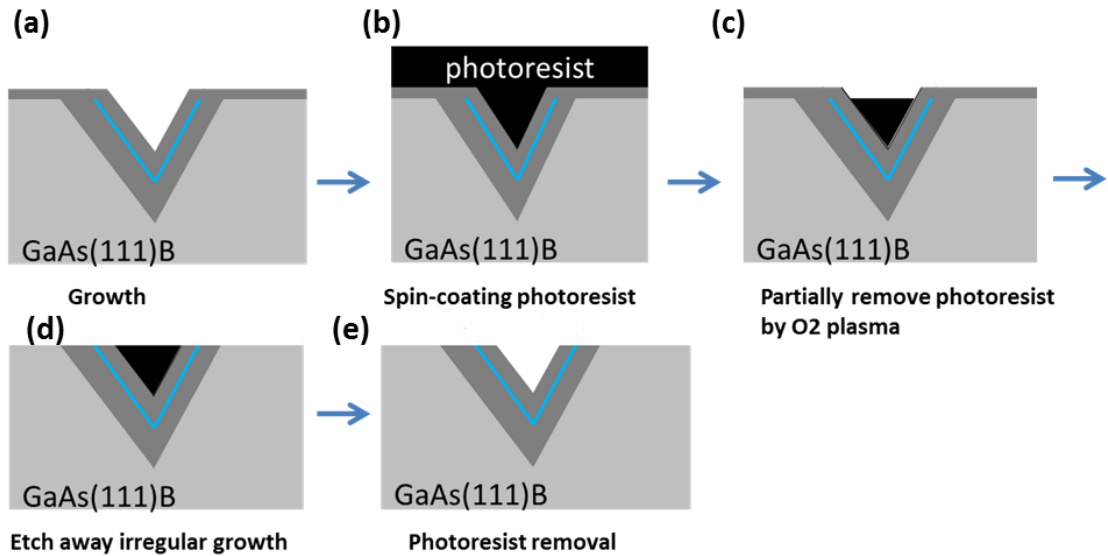 (a)
(b)
(c)
photoresist
GaAs(111)B
GaAs(111)B
GaAs(111)B
Growth
Spin-coating photoresist
Partially remove photoresist
by O2 plasma
(d)
(e)
GaAs(111)B
GaAs(111)B
Etch away irregular growth
Photoresist removal